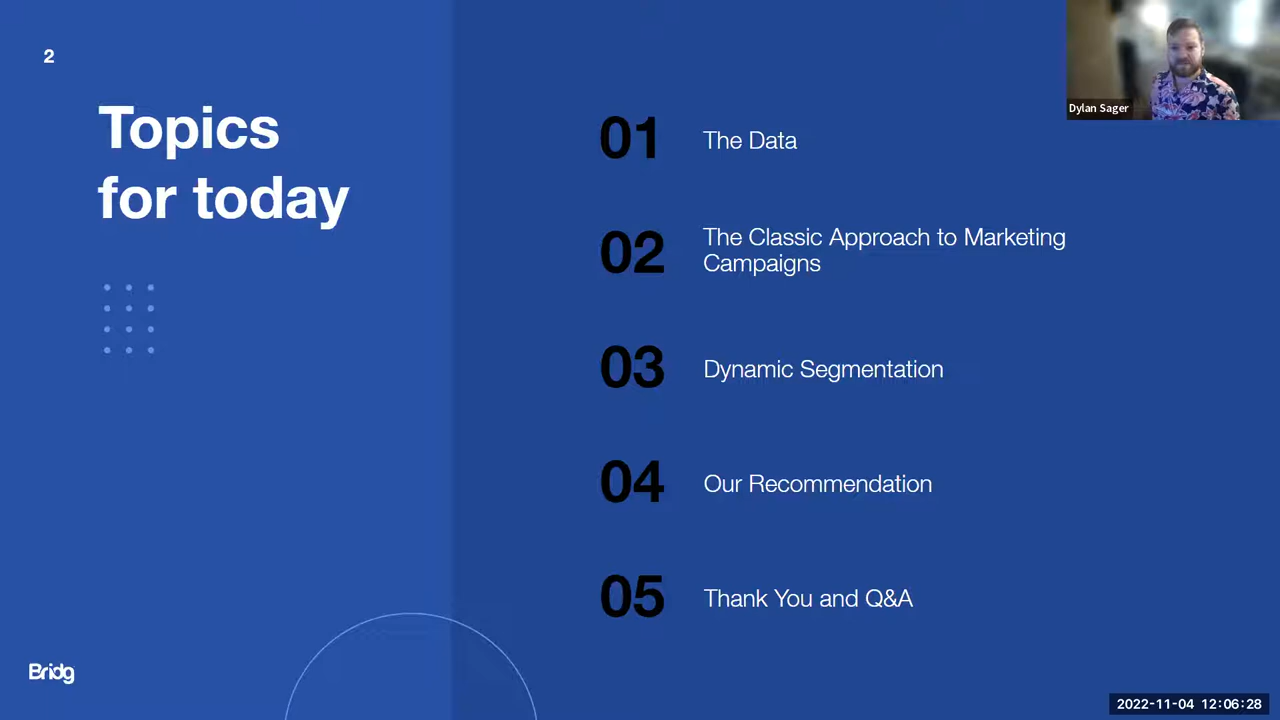 2
Topics
for today
01
The Data
02
The Classic Approach to Marketing
Campaigns
03
Dynamic Segmentation
04
Our Recommendation
05
Thank You and Q&A
Bridg
Dylan Sager
2022-11-04 12:06:28